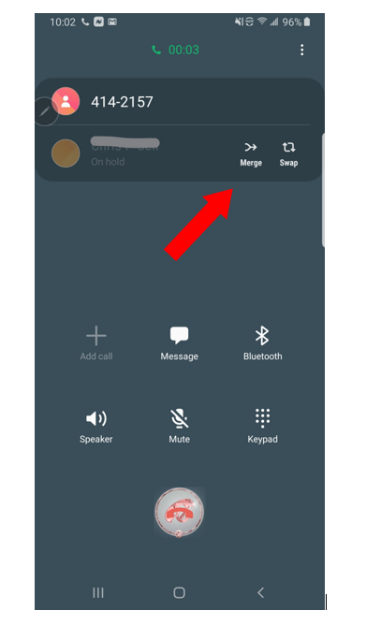 10:02 96%
00:03
414-2157
On hold
Merge Swap
Add call Message Bluetooth
Speaker Mute Keypad